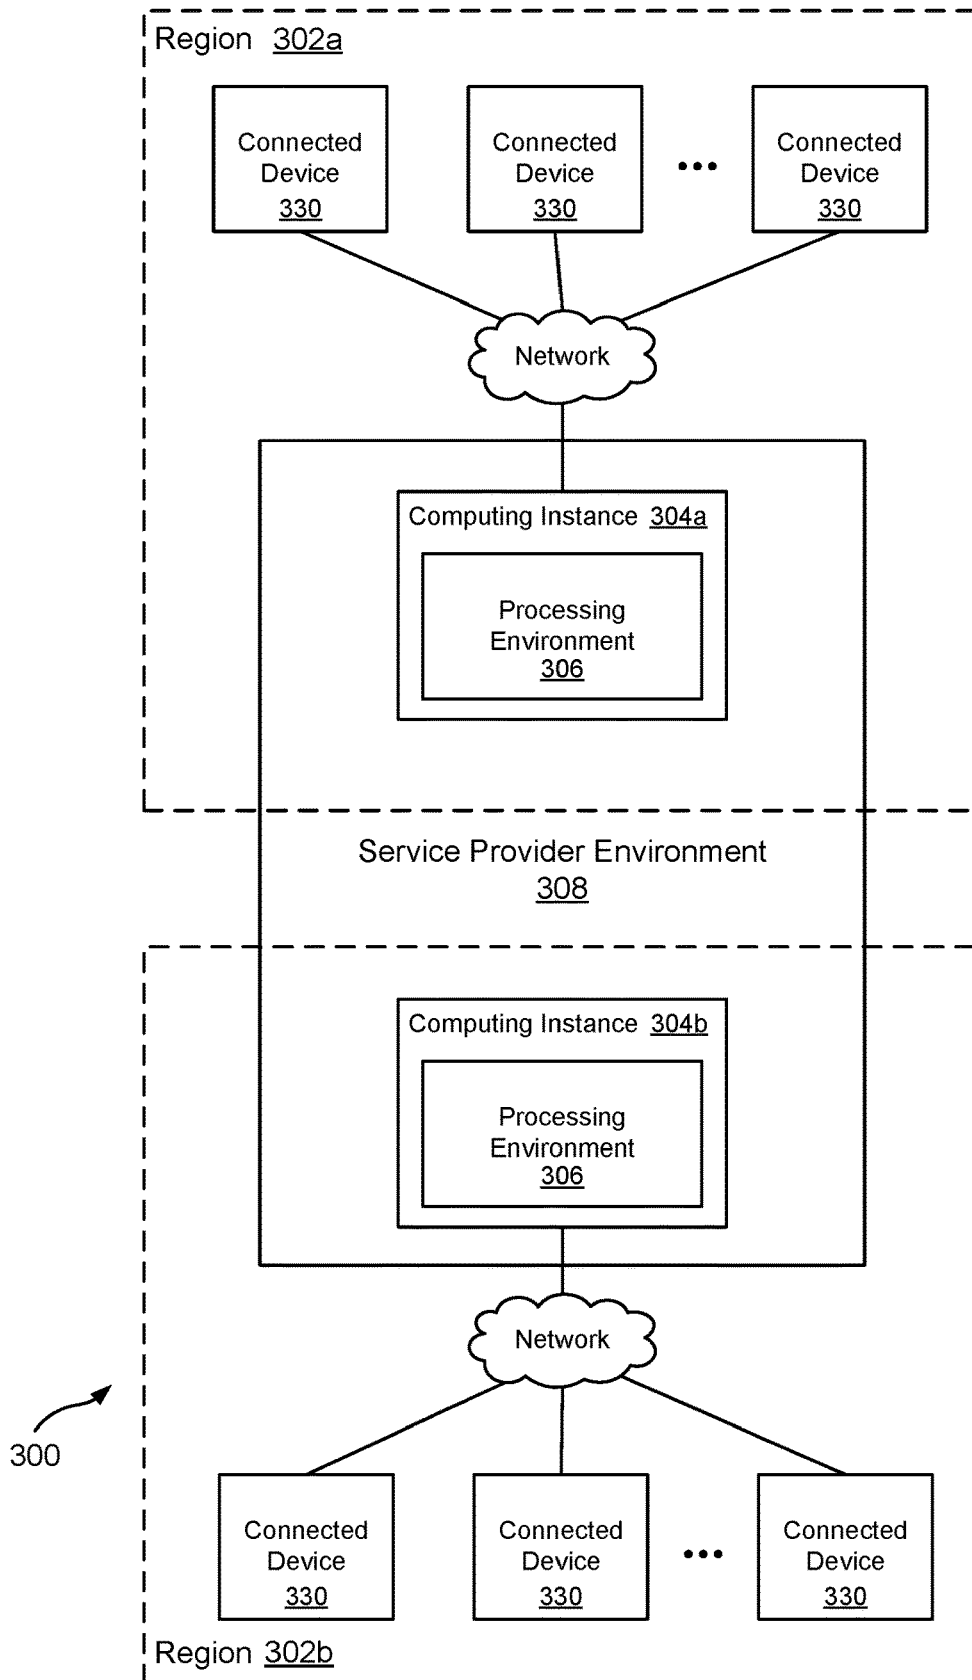 Region 302a
Connected
Device
330
Connected
Device
330
Connected
Device
330
Network
Computing Instance 304a
Processing
Environment
306
Service Provider Environment
308
Computing Instance 304b
Processing
Environment
306
Network
300
Connected
Device
330
Connected
Device
330
Connected
Device
330
Region 302b